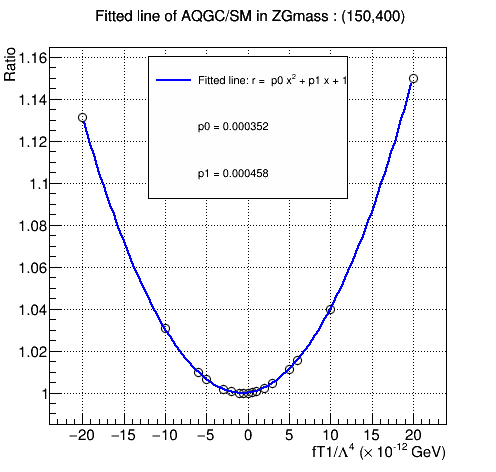 Fitted line of AQGC/SM in ZGmass : (150,400)
Ratio
1.16
1.14
1.12
1.1
1.08
1.06
1.04
1.02
1
Fitted line: r = p0 x² + p1 x + 1
p0 = 0.000352
p1 = 0.000458
−20 −15 −10 −5 0 5 10 15 20
fT1/Λ⁴ (× 10⁻¹² GeV)